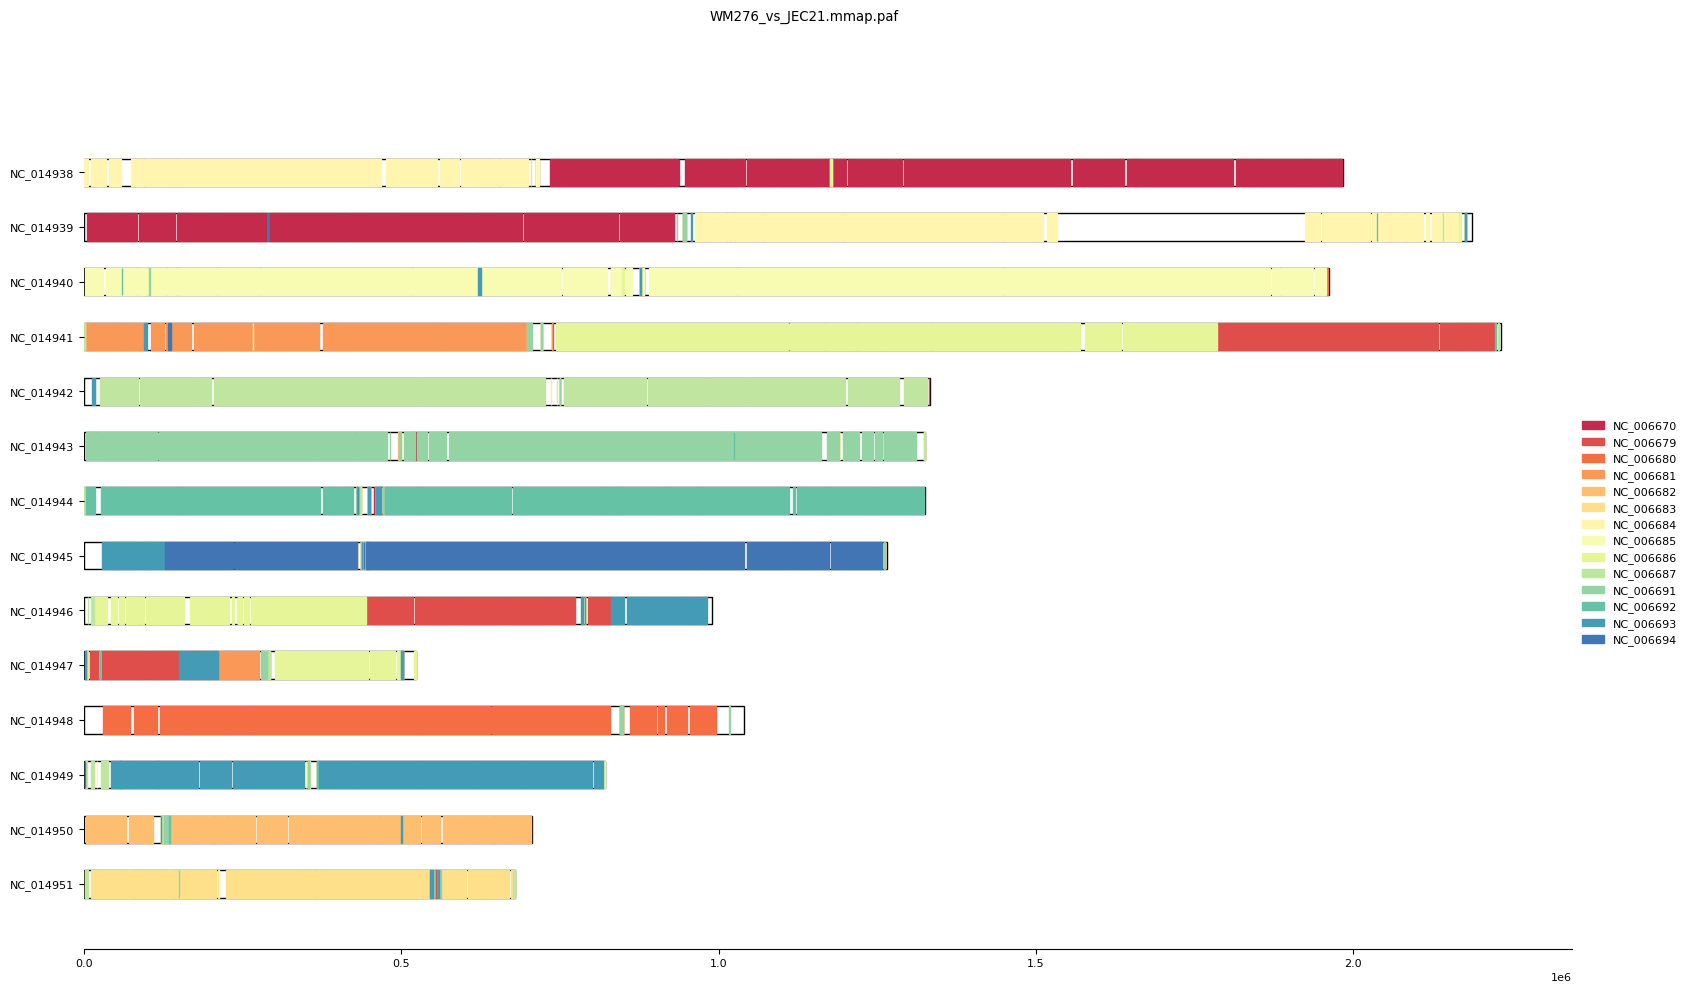 WM276_vs_JEC21.mmap.paf
NC_014938
NC_014939
NC_014940
NC_014941
NC_014942
NC_014943
NC_014944
NC_014945
NC_014946
NC_014947
NC_014948
NC_014949
NC_014950
NC_014951
NC_006670
NC_006679
NC_006680
NC_006681
NC_006682
NC_006683
NC_006684
NC_006685
NC_006686
NC_006687
NC_006691
NC_006692
NC_006693
NC_006694
0.0 0.5 1.0 1.5 2.0
1e6